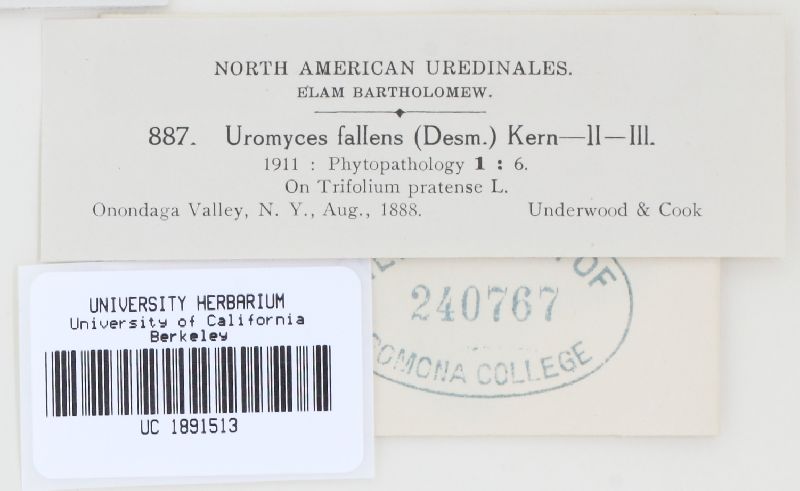 NORTH AMERICAN UREDINALES.
ELAM BARTHOLOMEW.
887. Uromyces fallens (Desm.) Kern—II—III.
1911 : Phytopathology 1 : 6.
On Trifolium pratense L.
Onondaga Valley, N. Y., Aug., 1888. Underwood & Cook
OF
240767
POMONA COLLEGE
UNIVERSITY HERBARIUM
University of California
Berkeley
UC 1891513